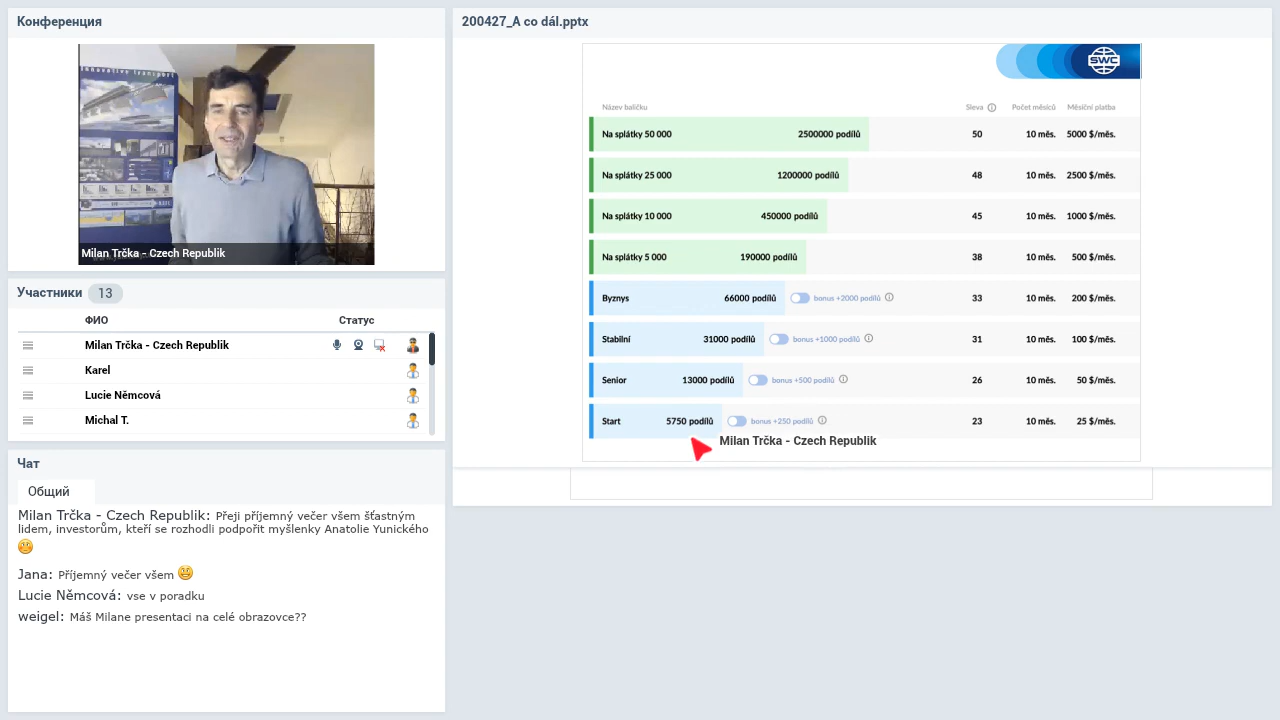 Конференция
Innovative transport
Milan Trčka - Czech Republik
Участники 13
ФИО Статус
Milan Trčka - Czech Republik
Karel
Lucie Němcová
Michal T.
Чат
Общий
Milan Trčka - Czech Republik: Přeji příjemný večer všem šťastným
lidem, investorům, kteří se rozhodli podpořit myšlenky Anatolie Yunického
Jana: Příjemný večer všem
Lucie Němcová: vse v poradku
weigel: Máš Milane presentaci na celé obrazovce??
200427_A co dál.pptx
SWC
Název balíčku Sleva Počet měsíců Měsíční platba
Na splátky 50 000 2500000 podílů 50 10 měs. 5000 $/měs.
Na splátky 25 000 1200000 podílů 48 10 měs. 2500 $/měs.
Na splátky 10 000 450000 podílů 45 10 měs. 1000 $/měs.
Na splátky 5 000 190000 podílů 38 10 měs. 500 $/měs.
Byznys 66000 podílů bonus +2000 podílů 33 10 měs. 200 $/měs.
Stabilní 31000 podílů bonus +1000 podílů 31 10 měs. 100 $/měs.
Senior 13000 podílů bonus +500 podílů 26 10 měs. 50 $/měs.
Start 5750 podílů bonus +250 podílů 23 10 měs. 25 $/měs.
Milan Trčka - Czech Republik